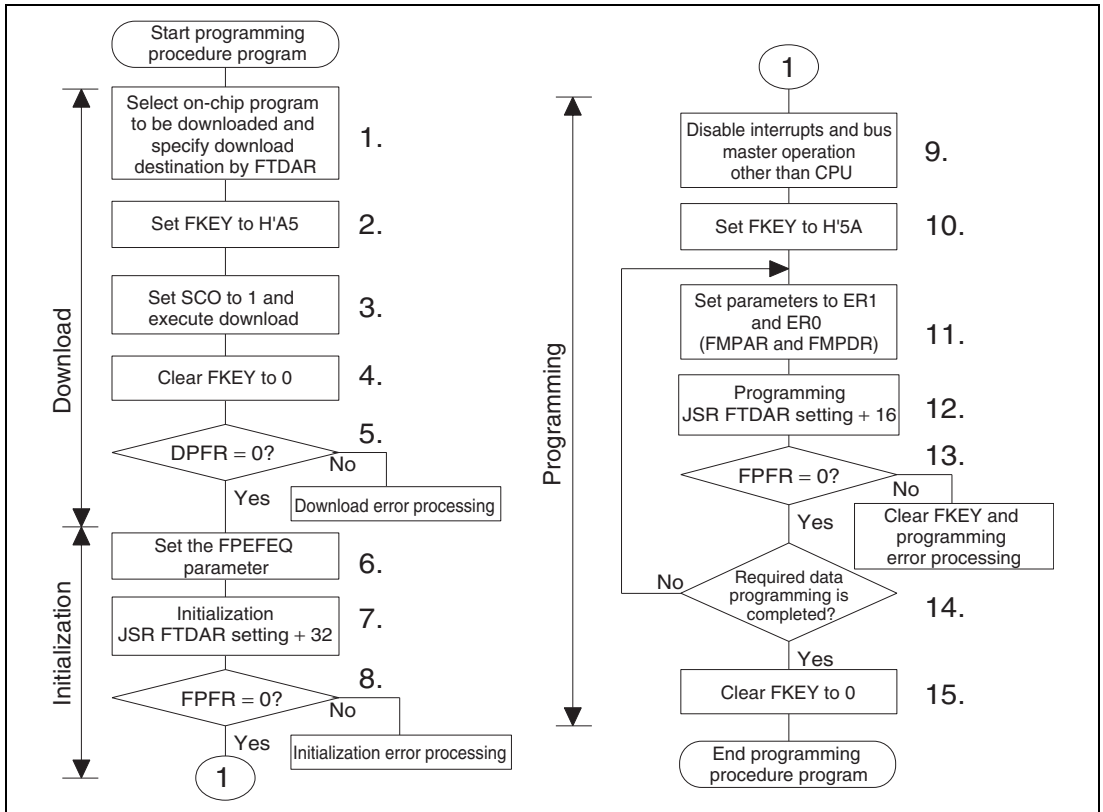 Start programming
procedure program
Select on-chip program
to be downloaded and
specify download
destination by FTDAR
1.
Set FKEY to H'A5
2.
Set SCO to 1 and
execute download
3.
Clear FKEY to 0
4.
DPFR = 0?
5.
No
Yes
Download error processing
Download
Set the FPEFEQ
parameter
6.
Initialization
JSR FTDAR setting + 32
7.
FPFR = 0?
8.
No
Yes
Initialization error processing
1
Initialization
1
Disable interrupts and bus
master operation
other than CPU
9.
Set FKEY to H'5A
10.
Set parameters to ER1
and ER0
(FMPAR and FMPDR)
11.
Programming
JSR FTDAR setting + 16
12.
FPFR = 0?
13.
No
Yes
Clear FKEY and
programming
error processing
No
Required data
programming is
completed?
14.
Yes
Clear FKEY to 0
15.
End programming
procedure program
Programming